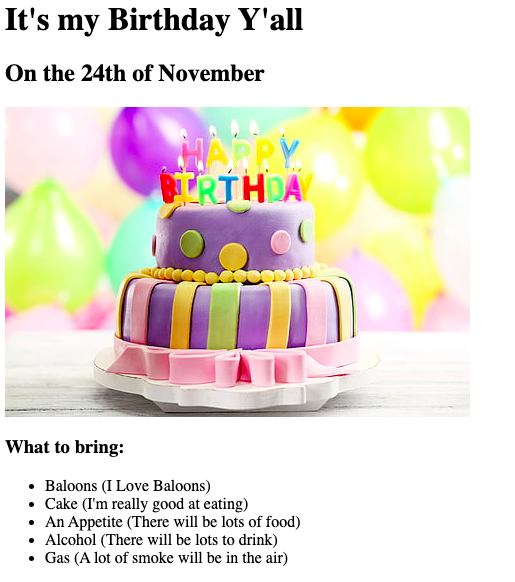 It's my Birthday Y'all
On the 24th of November
HAPPY
BIRTHDAY
What to bring:
Baloons (I Love Baloons)
Cake (I'm really good at eating)
An Appetite (There will be lots of food)
Alcohol (There will be lots to drink)
Gas (A lot of smoke will be in the air)